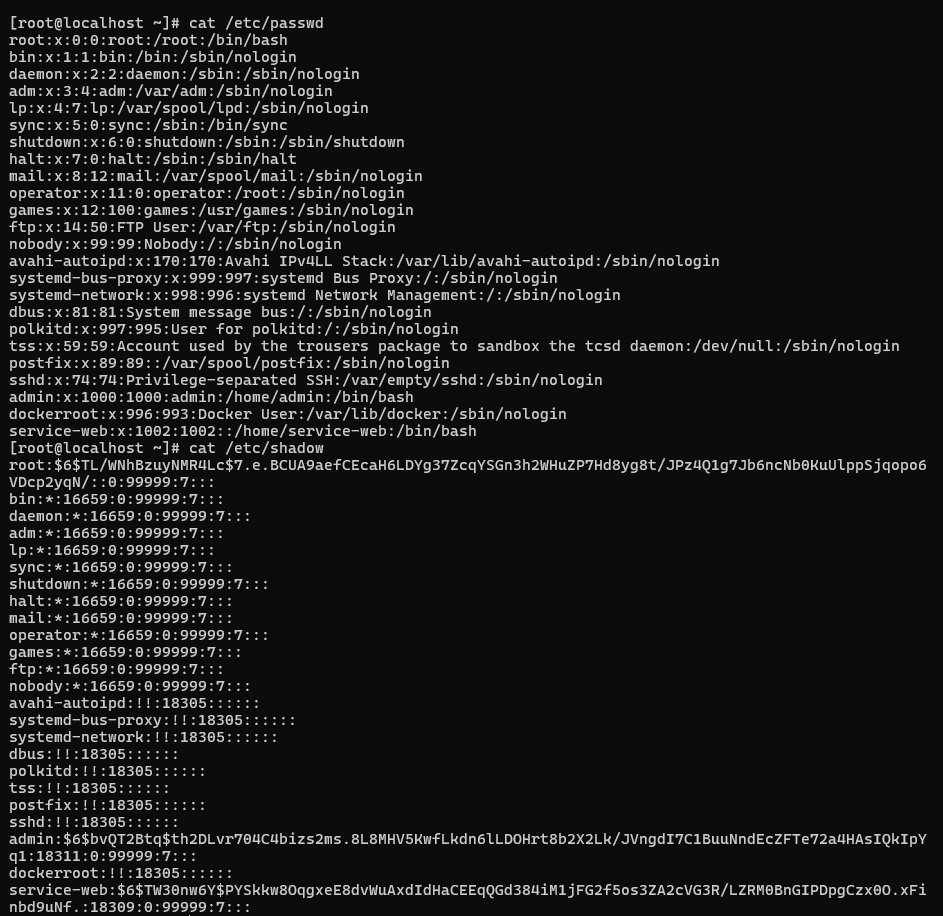 [root@localhost ~]# cat /etc/passwd
root:x:0:0:root:/root:/bin/bash
bin:x:1:1:bin:/bin:/sbin/nologin
daemon:x:2:2:daemon:/sbin:/sbin/nologin
adm:x:3:4:adm:/var/adm:/sbin/nologin
lp:x:4:7:lp:/var/spool/lpd:/sbin/nologin
sync:x:5:0:sync:/sbin:/bin/sync
shutdown:x:6:0:shutdown:/sbin:/sbin/shutdown
halt:x:7:0:halt:/sbin:/sbin/halt
mail:x:8:12:mail:/var/spool/mail:/sbin/nologin
operator:x:11:0:operator:/root:/sbin/nologin
games:x:12:100:games:/usr/games:/sbin/nologin
ftp:x:14:50:FTP User:/var/ftp:/sbin/nologin
nobody:x:99:99:Nobody:/:/sbin/nologin
avahi-autoipd:x:170:170:Avahi IPv4LL Stack:/var/lib/avahi-autoipd:/sbin/nologin
systemd-bus-proxy:x:999:997:systemd Bus Proxy:/:/sbin/nologin
systemd-network:x:998:996:systemd Network Management:/:/sbin/nologin
dbus:x:81:81:System message bus:/:/sbin/nologin
polkitd:x:997:995:User for polkitd:/:/sbin/nologin
tss:x:59:59:Account used by the trousers package to sandbox the tcsd daemon:/dev/null:/sbin/nologin
postfix:x:89:89::/var/spool/postfix:/sbin/nologin
sshd:x:74:74:Privilege-separated SSH:/var/empty/sshd:/sbin/nologin
admin:x:1000:1000:admin:/home/admin:/bin/bash
dockerroot:x:996:993:Docker User:/var/lib/docker:/sbin/nologin
service-web:x:1002:1002::/home/service-web:/bin/bash
[root@localhost ~]# cat /etc/shadow
root:$6$TL/WNhBzuyNMR4Lc$7.e.BCUA9aefCEcaH6LDYg37ZcqYSGn3h2WHuZP7Hd8yg8t/JPz4Q1g7Jb6ncNb0KuUlppSjqopo6
VDcp2yqN/::0:99999:7:::
bin:*:16659:0:99999:7:::
daemon:*:16659:0:99999:7:::
adm:*:16659:0:99999:7:::
lp:*:16659:0:99999:7:::
sync:*:16659:0:99999:7:::
shutdown:*:16659:0:99999:7:::
halt:*:16659:0:99999:7:::
mail:*:16659:0:99999:7:::
operator:*:16659:0:99999:7:::
games:*:16659:0:99999:7:::
ftp:*:16659:0:99999:7:::
nobody:*:16659:0:99999:7:::
avahi-autoipd:!!:18305::::::
systemd-bus-proxy:!!:18305::::::
systemd-network:!!:18305::::::
dbus:!!:18305::::::
polkitd:!!:18305::::::
tss:!!:18305::::::
postfix:!!:18305::::::
sshd:!!:18305::::::
admin:$6$bvQT2Btq$th2DLvr704C4bizs2ms.8L8MHV5KwfLkdn6lLDOHrt8b2X2Lk/JVngdI7C1BuuNndEcZFTe72a4HAsIQkIpY
q1:18311:0:99999:7:::
dockerroot:!!:18305::::::
service-web:$6$TW30nw6Y$PYSkkw8OqgxeE8dvWuAxdIdHaCEEqQGd384iM1jFG2f5os3ZA2cVG3R/LZRM0BnGIPDpgCzx0O.xFi
nbd9uNf.:18309:0:99999:7:::